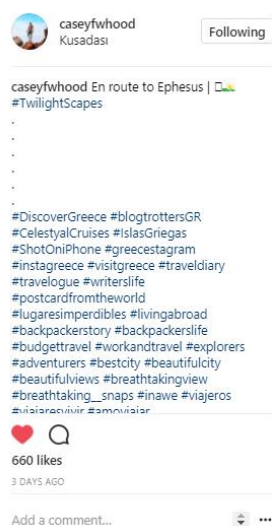 caseyfwhood
Kusadası
Following
caseyfwhood En route to Ephesus |
#TwilightScapes
.
.
.
.
.
.
#DiscoverGreece #blogtrottersGR
#CelestyalCruises #IslasGriegas
#ShotOniPhone #greecestagram
#instagreece #visitgreece #traveldiary
#travelogue #writerslife
#postcardfromtheworld
#lugaresimperdibles #livingabroad
#backpackerstory #backpackerslife
#budgettravel #workandtravel #explorers
#adventurers #bestcity #beautifulcity
#beautifulviews #breathtakingview
#breathtaking__snaps #inawe #viajeros
#viajaresvivir #amoviajar
660 likes
3 DAYS AGO
Add a comment...